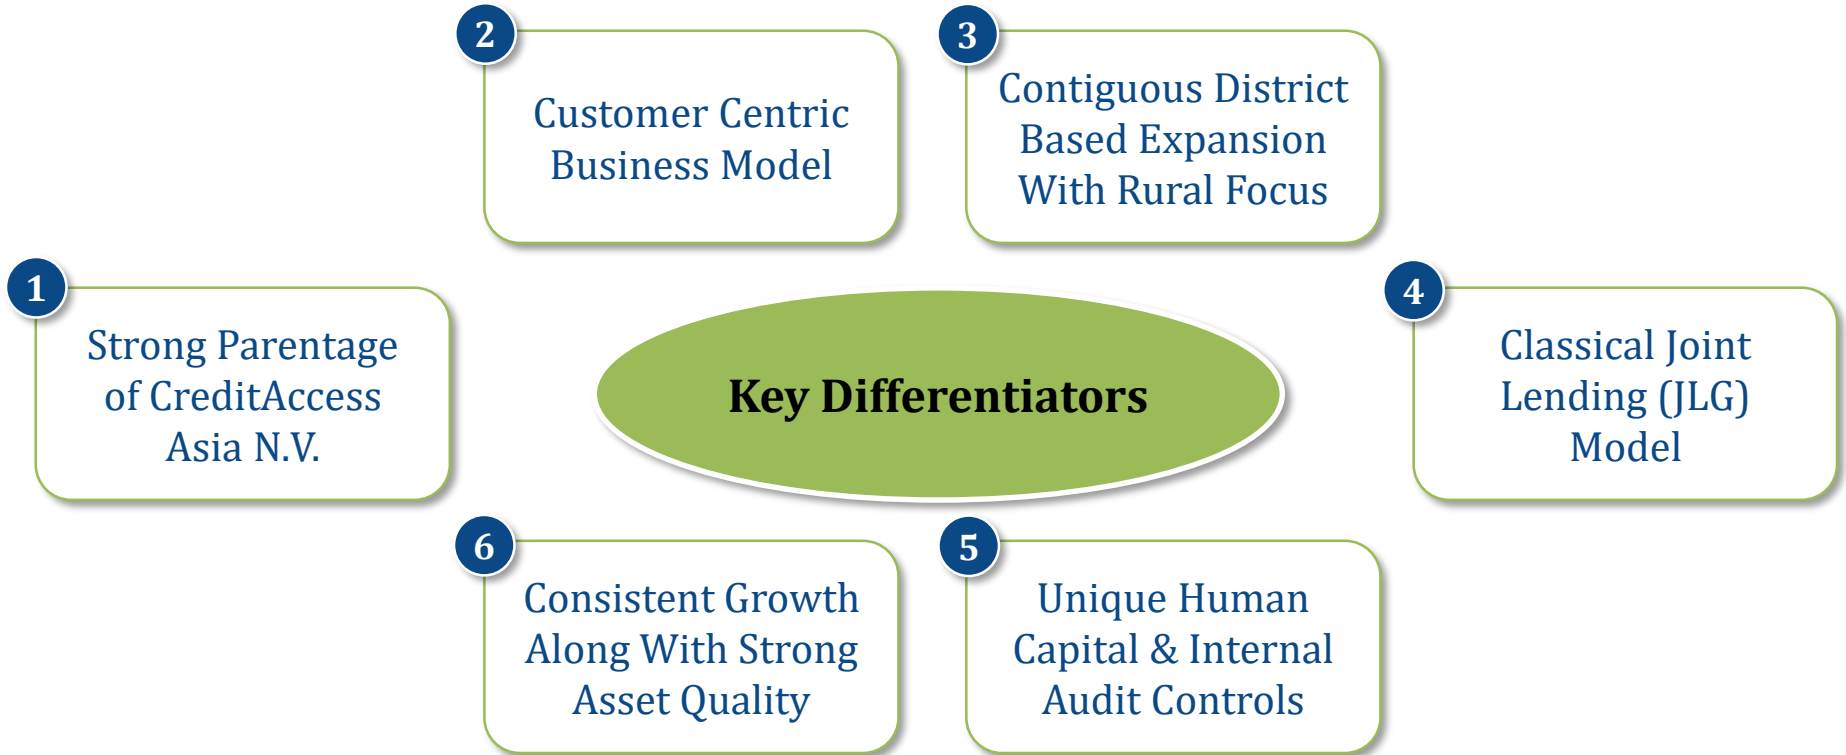 1
Strong Parentage
of CreditAccess
Asia N.V.
2
Customer Centric
Business Model
3
Contiguous District
Based Expansion
With Rural Focus
4
Classical Joint
Lending (JLG)
Model
5
Unique Human
Capital & Internal
Audit Controls
6
Consistent Growth
Along With Strong
Asset Quality
Key Differentiators